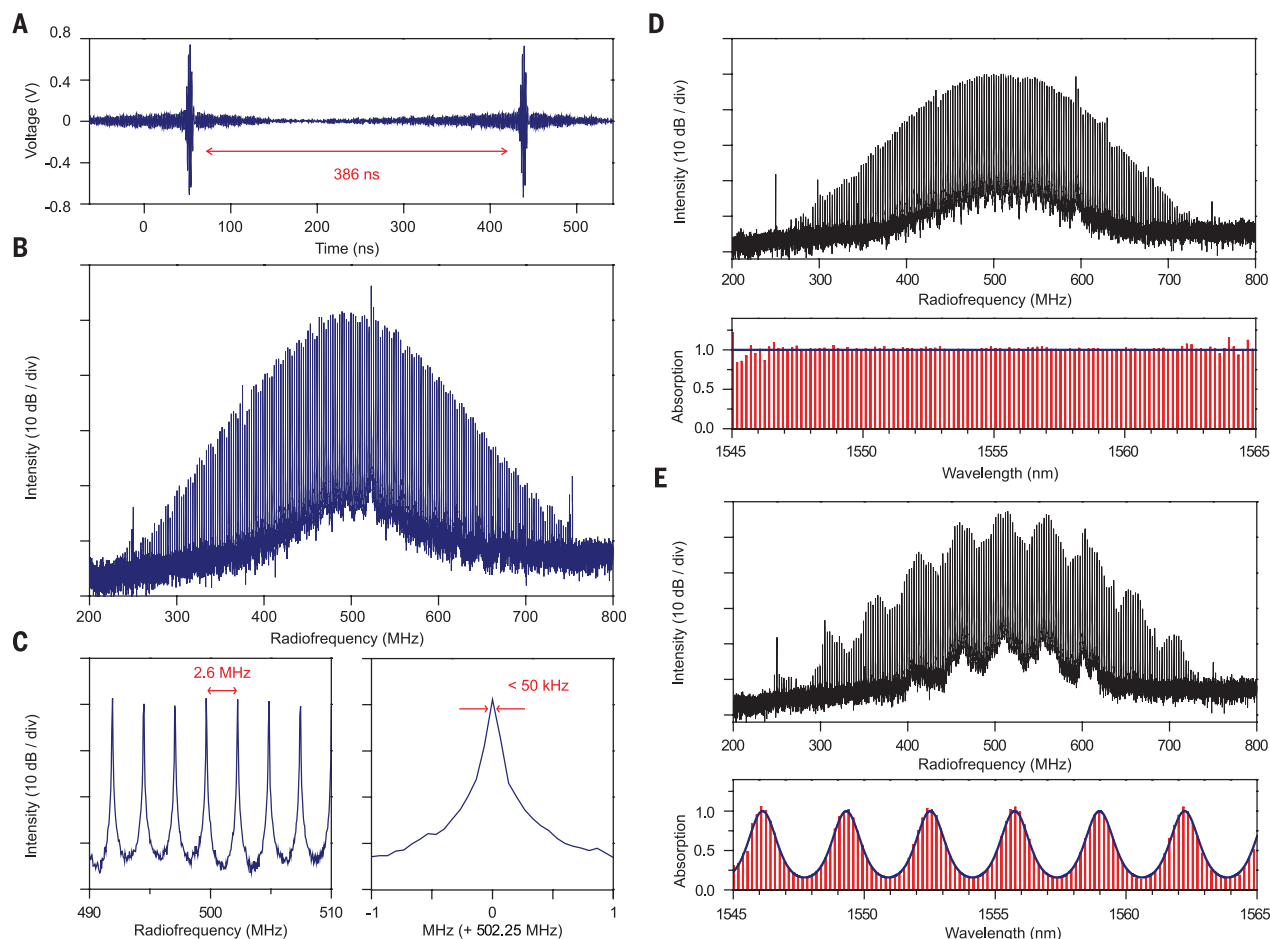 A
0.8
0.4
0
-0.4
-0.8
Voltage (V)
386 ns
0 100 200 300 400 500
Time (ns)
B
Intensity (10 dB / div)
200 300 400 500 600 700 800
Radiofrequency (MHz)
C
Intensity (10 dB / div)
2.6 MHz
490 500 510
Radiofrequency (MHz)
< 50 kHz
-1 0 1
MHz (+ 502.25 MHz)
D
Intensity (10 dB / div)
200 300 400 500 600 700 800
Radiofrequency (MHz)
Absorption
1.0
0.5
0.0
1545 1550 1555 1560 1565
Wavelength (nm)
E
Intensity (10 dB / div)
200 300 400 500 600 700 800
Radiofrequency (MHz)
Absorption
1.0
0.5
0.0
1545 1550 1555 1560 1565
Wavelength (nm)